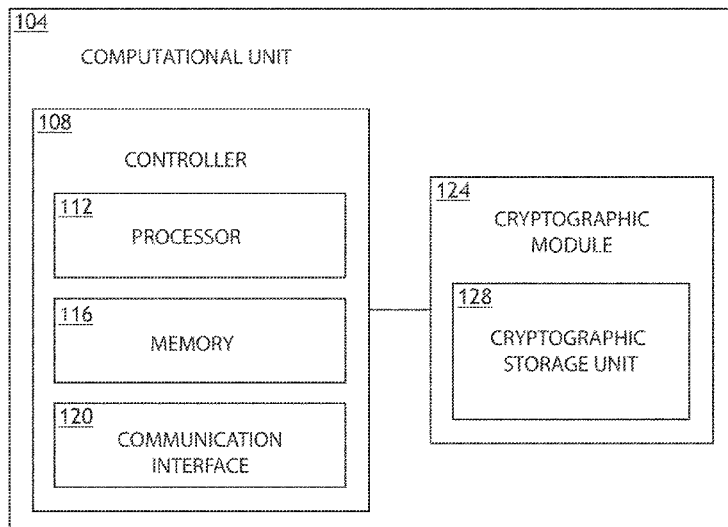 104
COMPUTATIONAL UNIT
108
CONTROLLER
112
PROCESSOR
116
MEMORY
120
COMMUNICATION
INTERFACE
124
CRYPTOGRAPHIC
MODULE
128
CRYPTOGRAPHIC
STORAGE UNIT